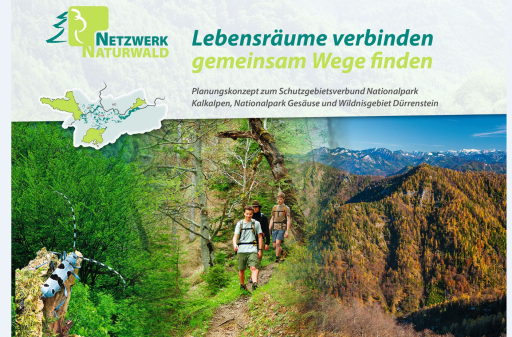 NETZWERK
NATURWALD
Lebensräume verbinden
gemeinsam Wege finden
Planungskonzept zum Schutzgebietsverbund Nationalpark
Kalkalpen, Nationalpark Gesäuse und Wildnisgebiet Dürrenstein